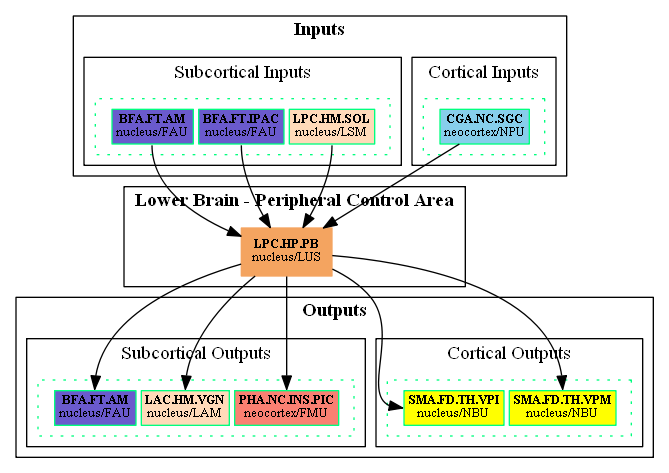 Inputs
Subcortical Inputs
Cortical Inputs
BFA.FT.AM
nucleus/FAU
BFA.FT.IPAC
nucleus/FAU
LPC.HM.SOL
nucleus/LSM
CGA.NC.SGC
neocortex/NPU
Lower Brain - Peripheral Control Area
LPC.HP.PB
nucleus/LUS
Outputs
Subcortical Outputs
Cortical Outputs
BFA.FT.AM
nucleus/FAU
LAC.HM.VGN
nucleus/LAM
PHA.NC.INS.PIC
neocortex/FMU
SMA.FD.TH.VPI
nucleus/NBU
SMA.FD.TH.VPM
nucleus/NBU